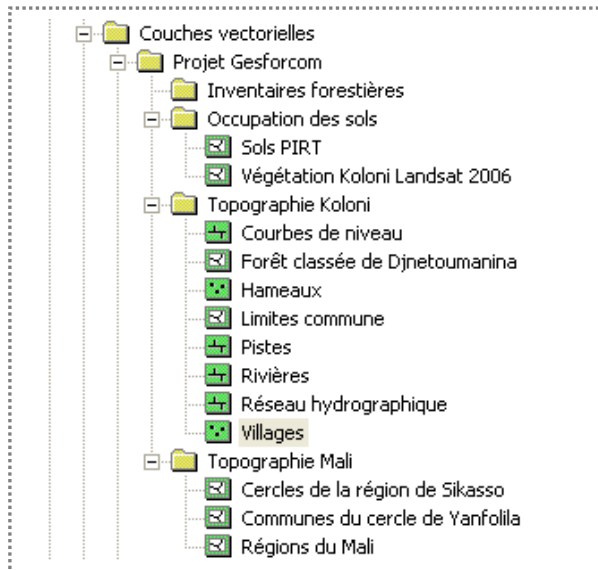 Couches vectorielles
Projet Gesforcom
Inventaires forestières
Occupation des sols
Sols PIRT
Végétation Koloni Landsat 2006
Topographie Koloni
Courbes de niveau
Forêt classée de Djnetoumanina
Hameaux
Limites commune
Pistes
Rivières
Réseau hydrographique
Villages
Topographie Mali
Cercles de la région de Sikasso
Communes du cercle de Yanfolila
Régions du Mali